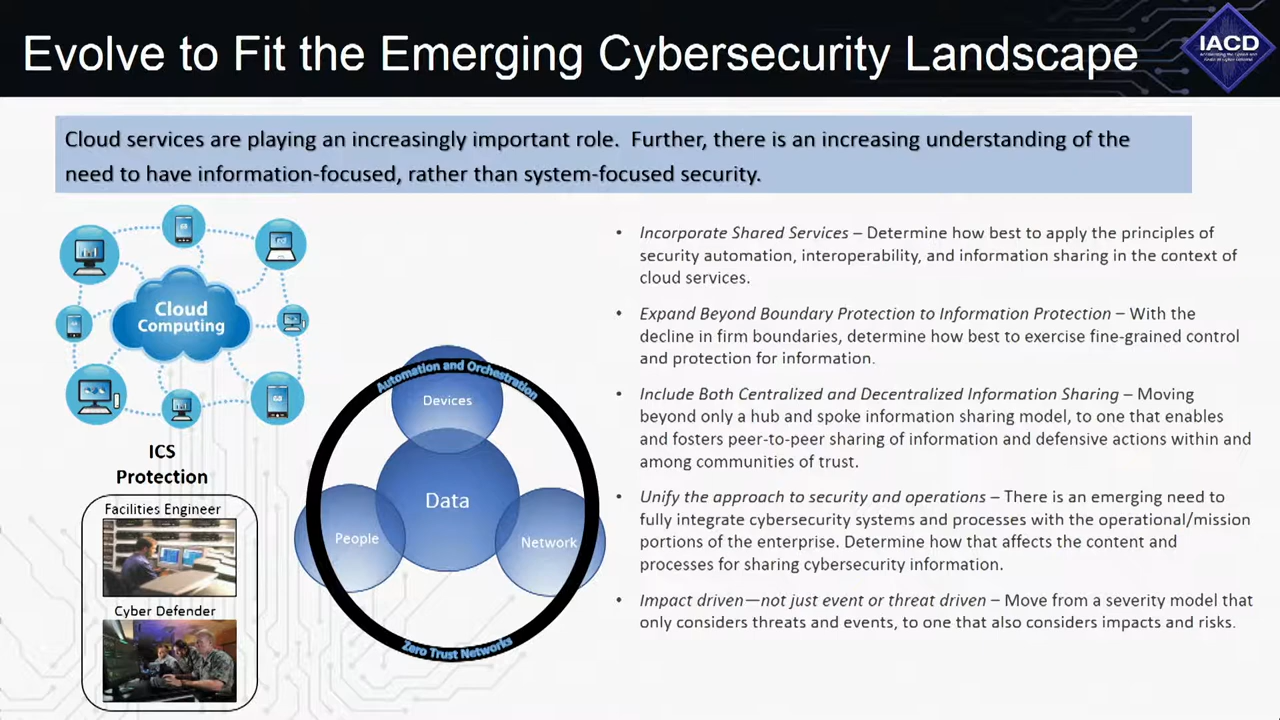 Evolve to Fit the Emerging Cybersecurity Landscape
IACD
Cloud services are playing an increasingly important role.  Further, there is an increasing understanding of the
need to have information-focused, rather than system-focused security.
Cloud
Computing
ICS
Protection
Facilities Engineer
Cyber Defender
Automation and Orchestration
Devices
Data
People
Network
Zero Trust Networks
• Incorporate Shared Services – Determine how best to apply the principles of
security automation, interoperability, and information sharing in the context of
cloud services.
• Expand Beyond Boundary Protection to Information Protection – With the
decline in firm boundaries, determine how best to exercise fine-grained control
and protection for information.
• Include Both Centralized and Decentralized Information Sharing – Moving
beyond only a hub and spoke information sharing model, to one that enables
and fosters peer-to-peer sharing of information and defensive actions within and
among communities of trust.
• Unify the approach to security and operations – There is an emerging need to
fully integrate cybersecurity systems and processes with the operational/mission
portions of the enterprise. Determine how that affects the content and
processes for sharing cybersecurity information.
• Impact driven—not just event or threat driven – Move from a severity model that
only considers threats and events, to one that also considers impacts and risks.